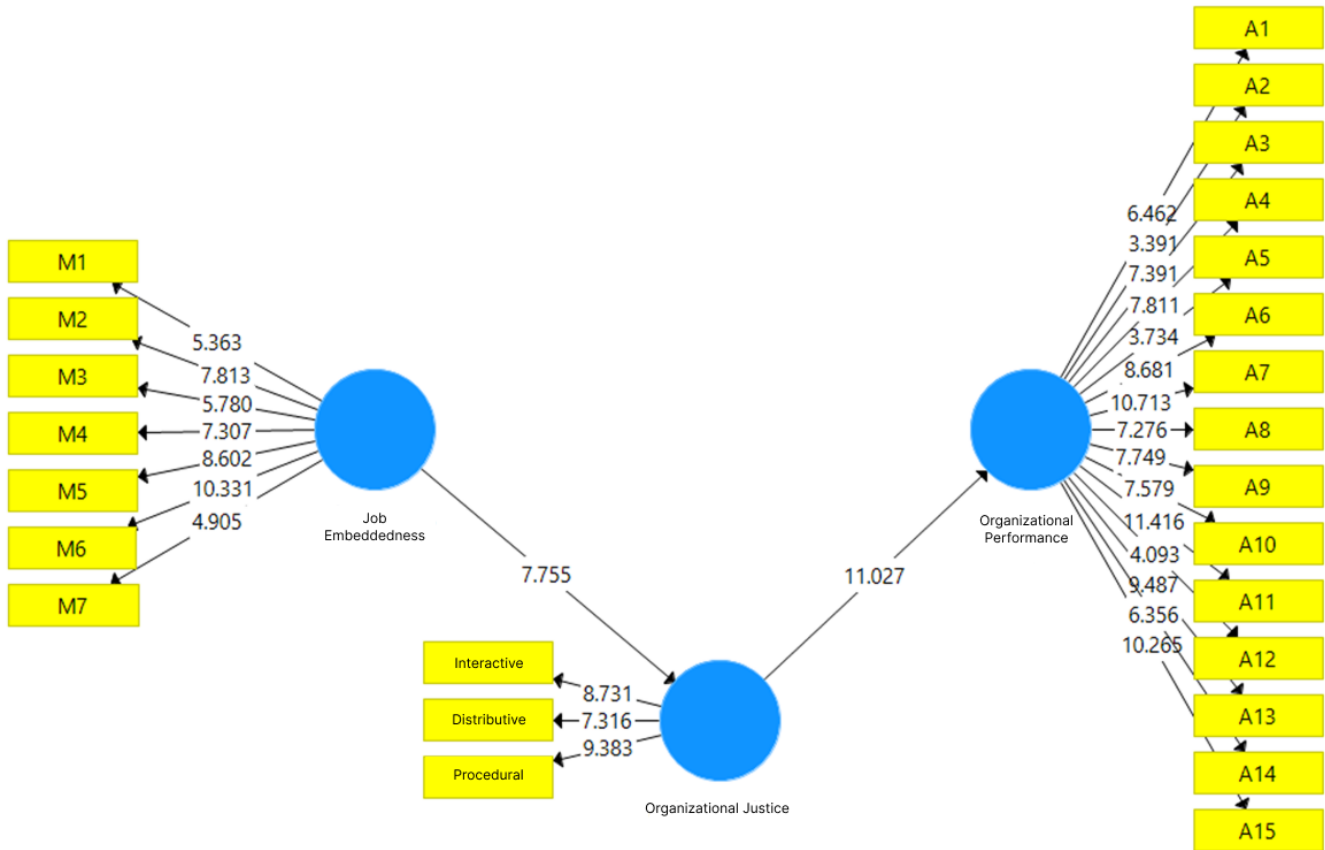 M1
M2
M3
M4
M5
M6
M7
5.363
7.813
5.780
7.307
8.602
10.331
4.905
Job
Embeddedness
7.755
Interactive
Distributive
Procedural
8.731
7.316
9.383
Organizational Justice
11.027
Organizational
Performance
6.462
3.391
7.391
7.811
3.734
8.681
10.713
7.276
7.749
7.579
11.416
4.093
9.487
6.356
10.265
A1
A2
A3
A4
A5
A6
A7
A8
A9
A10
A11
A12
A13
A14
A15